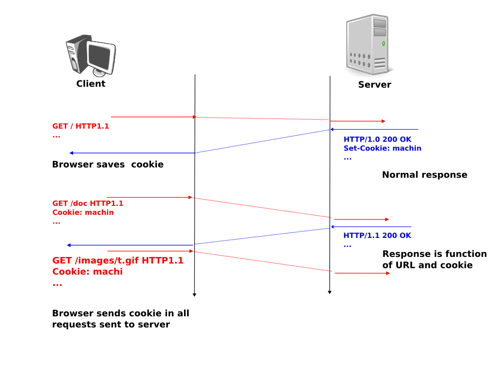 Client
Server
GET / HTTP1.1
...
HTTP/1.0 200 OK
Set-Cookie: machin
...
Browser saves  cookie
Normal response
GET /doc HTTP1.1
Cookie: machin
...
HTTP/1.1 200 OK
...
Response is function
of URL and cookie
GET /images/t.gif HTTP1.1
Cookie: machi
...
Browser sends cookie in all
requests sent to server